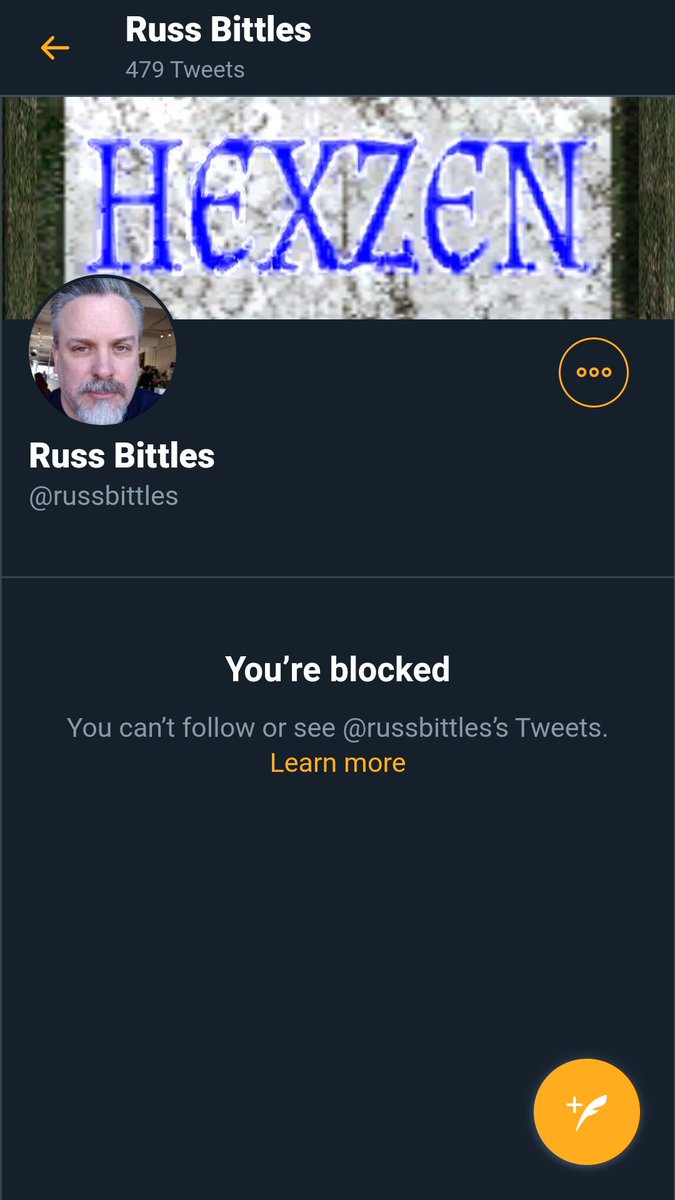 Russ Bittles
479 Tweets
HEXZEN
Russ Bittles
@russbittles
You’re blocked
You can’t follow or see @russbittles’s Tweets.
Learn more